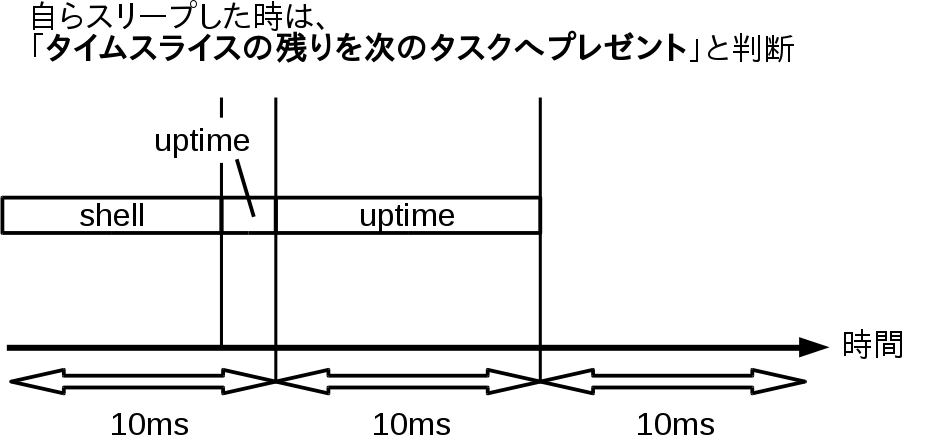 自らスリープした時は、
「タイムスライスの残りを次のタスクへプレゼント」と判断
uptime
shell
uptime
時間
10ms
10ms
10ms